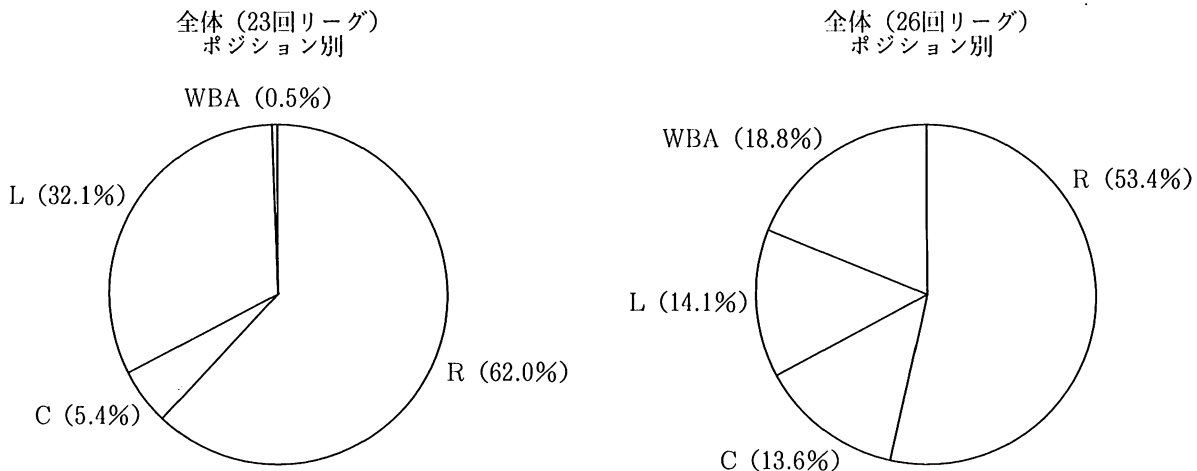 全体（23回リーグ）
ポジション別
WBA（0.5%）
L（32.1%）
C（5.4%）
R（62.0%）
全体（26回リーグ）
ポジション別
WBA（18.8%）
R（53.4%）
L（14.1%）
C（13.6%）